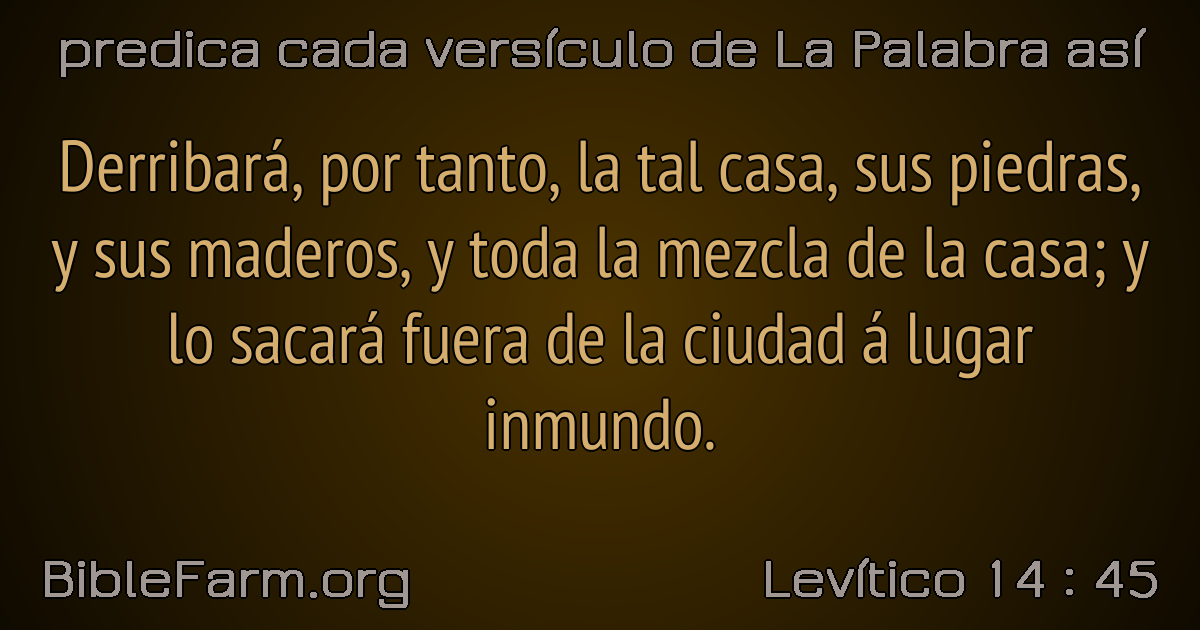 predica cada versículo de La Palabra así
Derribará, por tanto, la tal casa, sus piedras,
y sus maderos, y toda la mezcla de la casa; y
lo sacará fuera de la ciudad á lugar
inmundo.
BibleFarm.org
Levítico 14 : 45